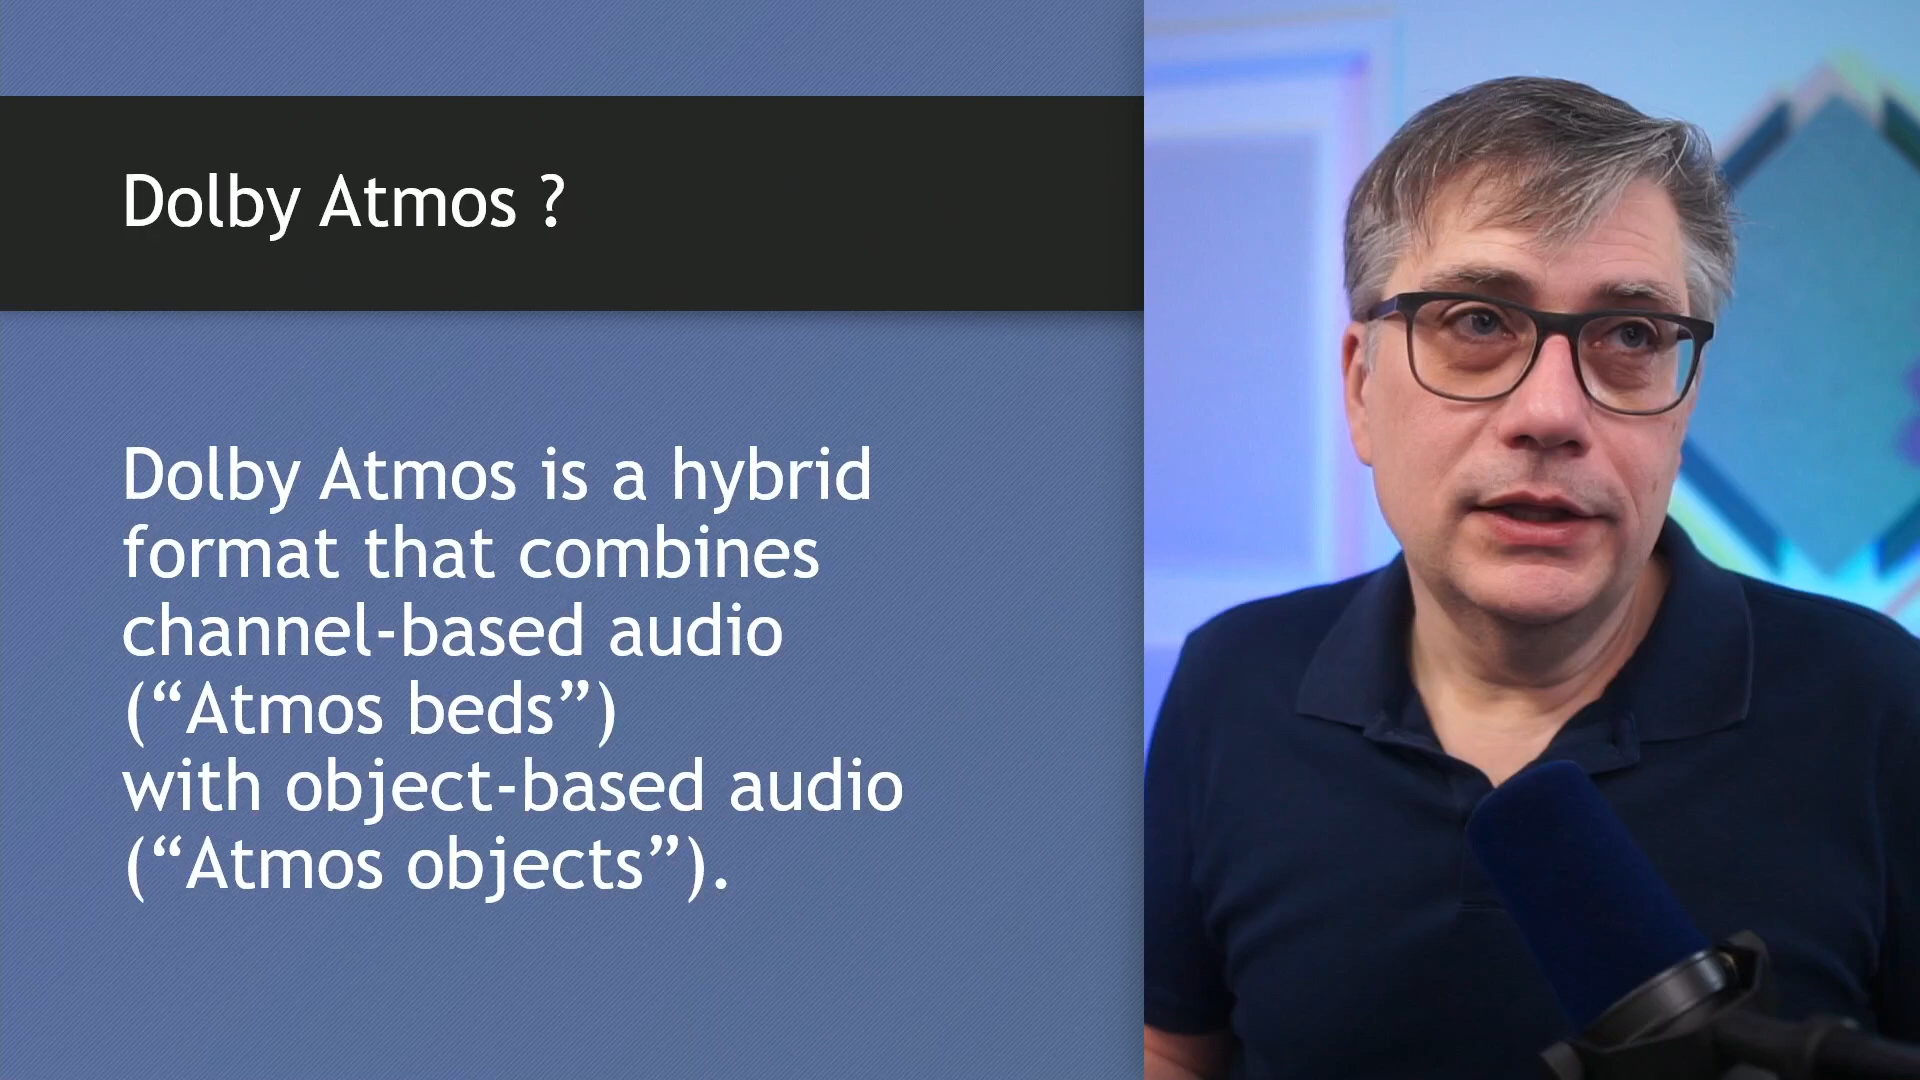 Dolby Atmos ?
Dolby Atmos is a hybrid
format that combines
channel-based audio
(“Atmos beds”)
with object-based audio
(“Atmos objects”).